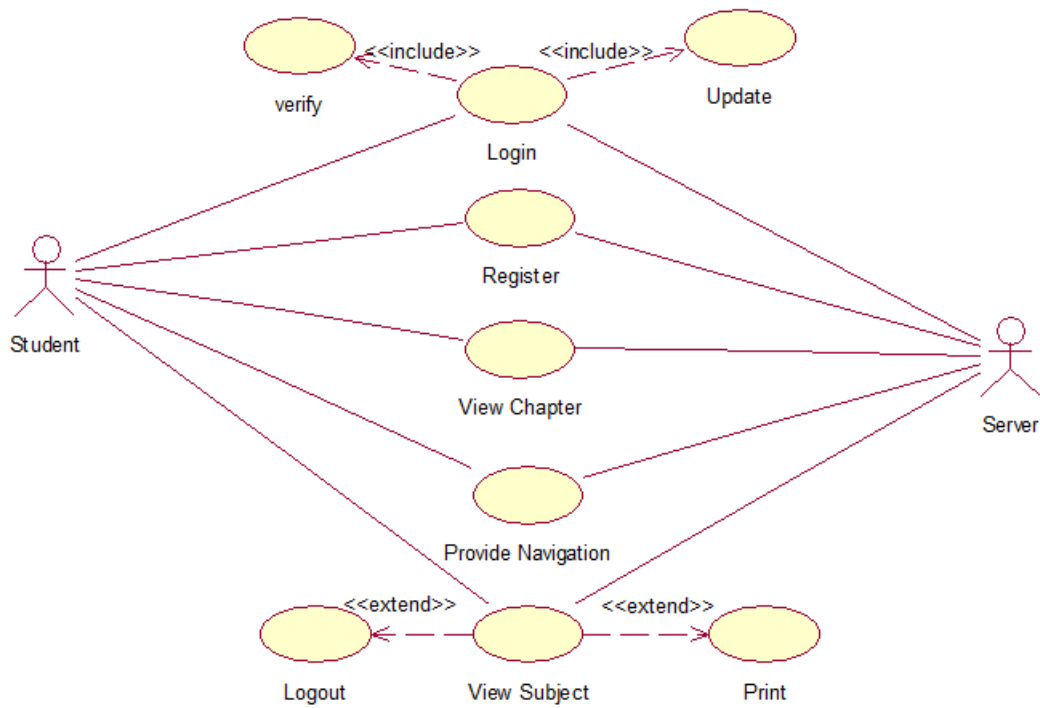 <<include>>
<<include>>
verify
Update
Login
Register
Student
View Chapter
Server
Provide Navigation
<<extend>>
<<extend>>
Logout
View Subject
Print